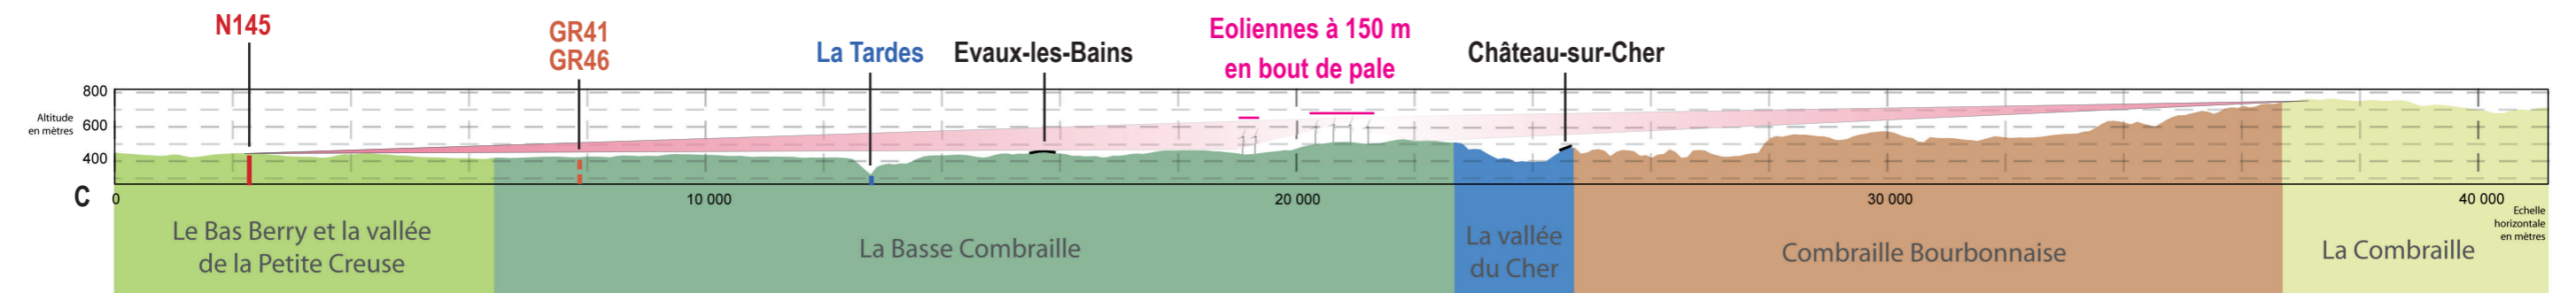 N145
GR41
GR46
La Tardes
Evaux-les-Bains
Eoliennes à 150 m
en bout de pale
Château-sur-Cher
Altitude
en mètres
800
600
400
C
0
10 000
20 000
30 000
40 000
Echelle
horizontale
en mètres
Le Bas Berry et la vallée
de la Petite Creuse
La Basse Combraille
La vallée
du Cher
Combraille Bourbonnaise
La Combraille